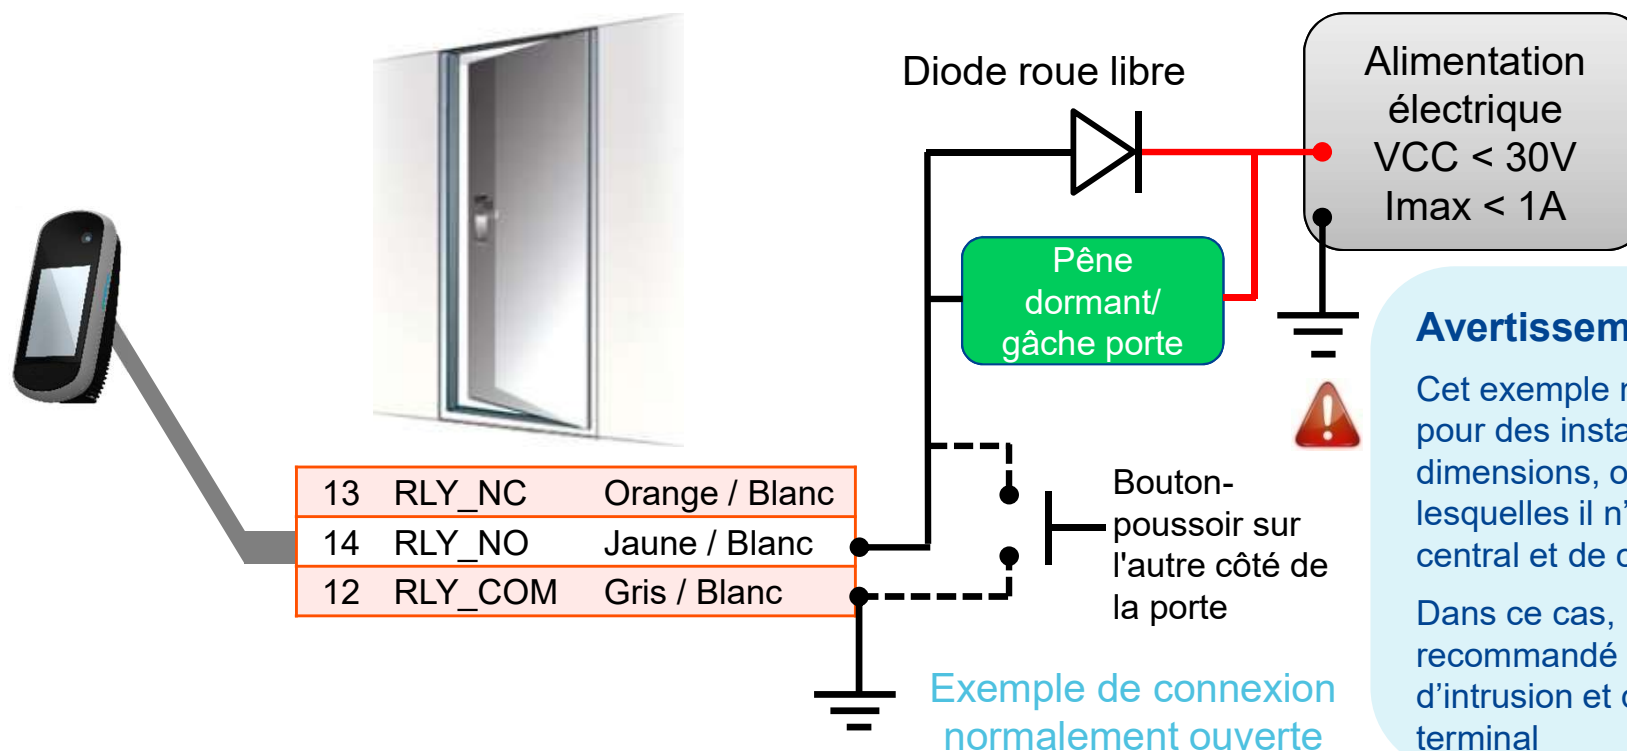 Diode roue libre
Alimentation
électrique
VCC < 30V
Imax < 1A
Pêne
dormant/
gâche porte
13 RLY_NC Orange / Blanc
14 RLY_NO Jaune / Blanc
12 RLY_COM Gris / Blanc
Bouton-
poussoir sur
l'autre côté de
la porte
Exemple de connexion
normalement ouverte
Cet exemple
pour des
dimensions,
lesquelles il
central et de
Dans ce cas,
recommandé
d’intrusion et
terminal